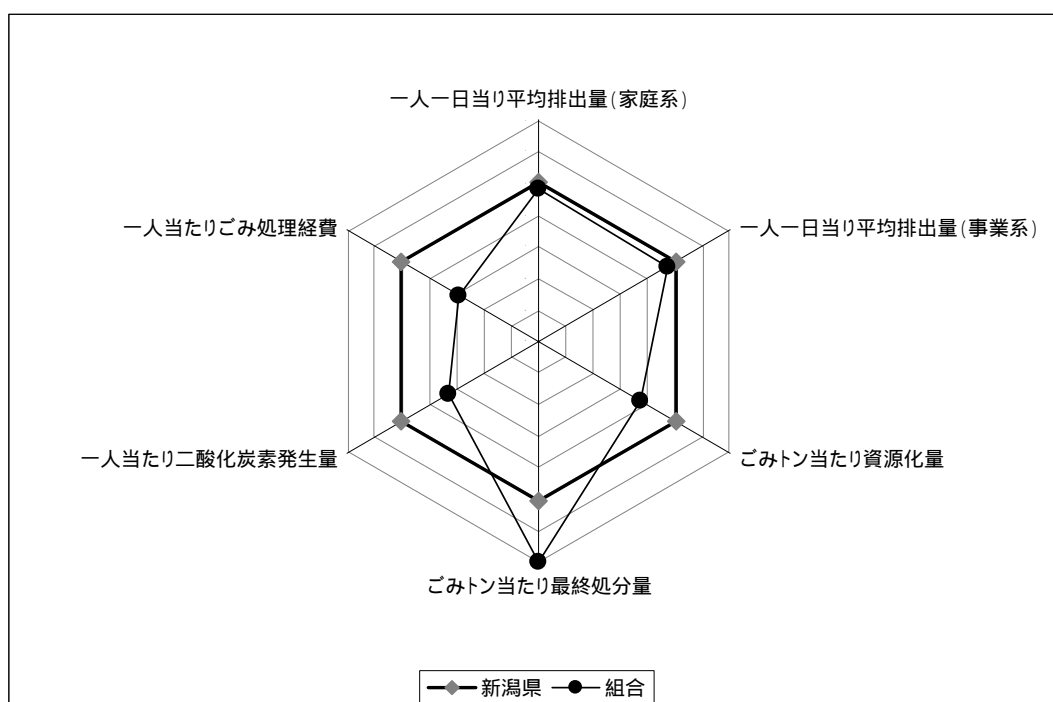 一人一日当り平均排出量(家庭系)
一人当たりごみ処理経費
一人一日当り平均排出量(事業系)
一人当たり二酸化炭素発生量
ごみトン当たり資源化量
ごみトン当たり最終処分量
新潟県
組合